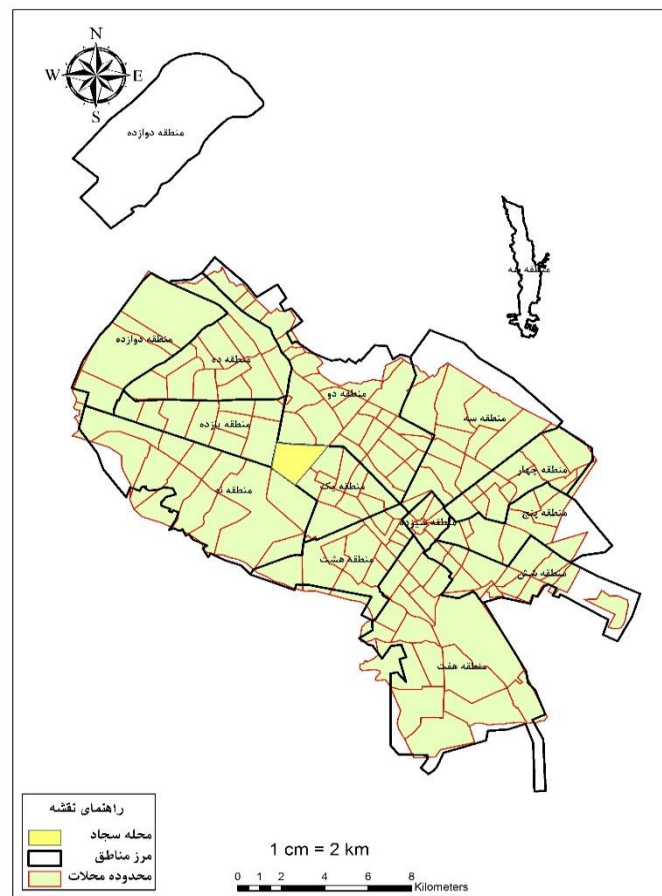 N
W E
S
منطقه دوازده
منطقه سه
منطقه دوازده
منطقه ده
منطقه دو
منطقه سه
منطقه یازده
منطقه چهار
منطقه نه
منطقه یک
منطقه پنج
منطقه سیزده
منطقه هشت
منطقه شش
منطقه هفت
راهنمای نقشه
محله سجاد
مرز مناطق
محدوده محلات
1 cm = 2 km
0 1 2 4 6 8
Kilometers